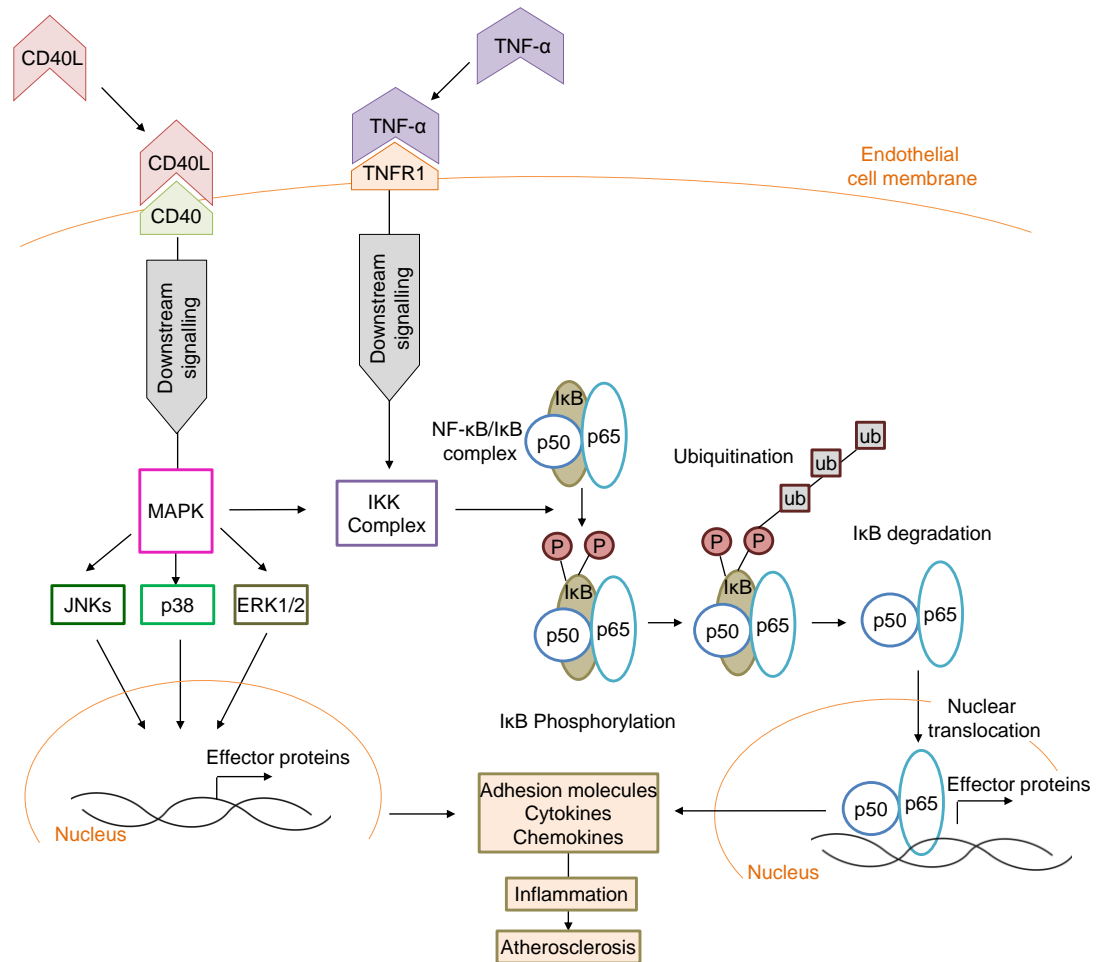 CD40L
TNF-α
CD40L
TNF-α
TNFR1
CD40
Endothelial
cell membrane
Downstream
signalling
Downstream
signalling
NF-κB/IκB
complex
IκB
p50
p65
MAPK
IKK
Complex
Ubiquitination
ub
ub
ub
P
P
IκB
p50
p65
P
P
IκB
p50
p65
IκB degradation
p50
p65
JNKs
p38
ERK1/2
IκB Phosphorylation
Nuclear
translocation
Effector proteins
Nucleus
Adhesion molecules
Cytokines
Chemokines
p50
p65
Effector proteins
Nucleus
Inflammation
Atherosclerosis